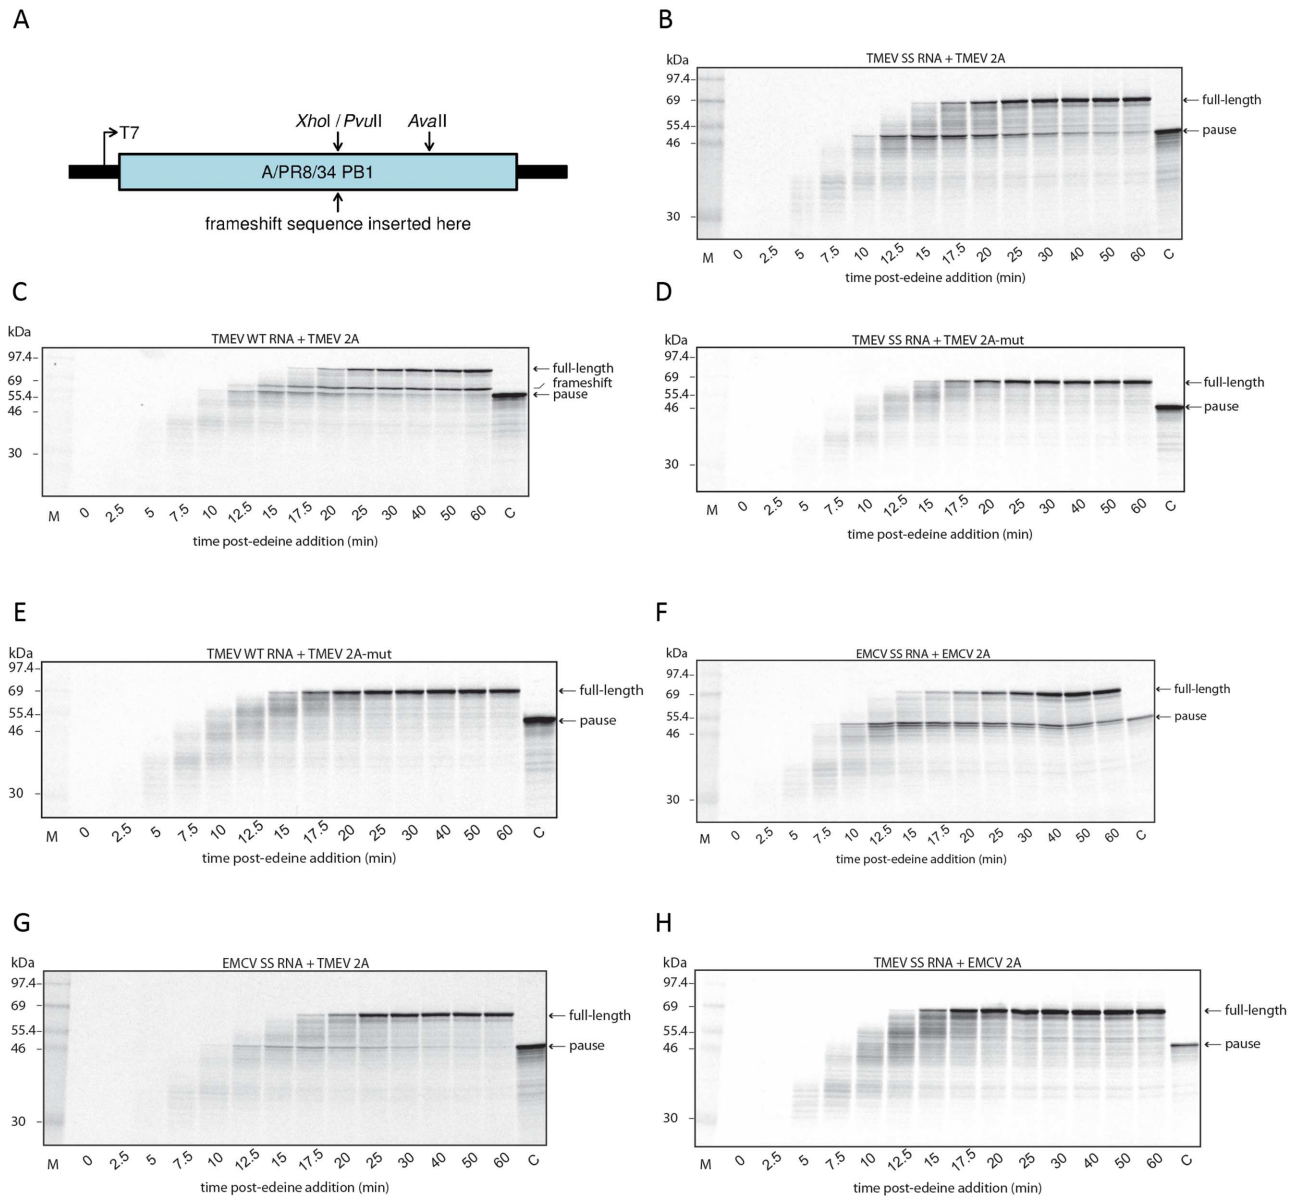 A
XhoI / PvuII AvaII
T7
A/PR8/34 PB1
frameshift sequence inserted here
B
TMEV SS RNA + TMEV 2A
kDa
97.4
69
55.4
46
30
full-length
pause
M 0 2.5 5 7.5 10 12.5 15 17.5 20 25 30 40 50 60 C
time post-edeine addition (min)
C
TMEV WT RNA + TMEV 2A
kDa
97.4
69
55.4
46
30
full-length
frameshift
pause
M 0 2.5 5 7.5 10 12.5 15 17.5 20 25 30 40 50 60 C
time post-edeine addition (min)
D
TMEV SS RNA + TMEV 2A-mut
kDa
97.4
69
55.4
46
30
full-length
pause
M 0 2.5 5 7.5 10 12.5 15 17.5 20 25 30 40 50 60 C
time post-edeine addition (min)
E
TMEV WT RNA + TMEV 2A-mut
kDa
97.4
69
55.4
46
30
full-length
pause
M 0 2.5 5 7.5 10 12.5 15 17.5 20 25 30 40 50 60 C
time post-edeine addition (min)
F
EMCV SS RNA + EMCV 2A
kDa
97.4
69
55.4
46
30
full-length
pause
M 0 2.5 5 7.5 10 12.5 15 17.5 20 25 30 40 50 60 C
time post-edeine addition (min)
G
EMCV SS RNA + TMEV 2A
kDa
97.4
69
55.4
46
30
full-length
pause
M 0 2.5 5 7.5 10 12.5 15 17.5 20 25 30 40 50 60 C
time post-edeine addition (min)
H
TMEV SS RNA + EMCV 2A
kDa
97.4
69
55.4
46
30
full-length
pause
M 0 2.5 5 7.5 10 12.5 15 17.5 20 25 30 40 50 60 C
time post-edeine addition (min)